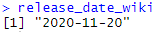 > release_date_wiki
[1] "2020-11-20"